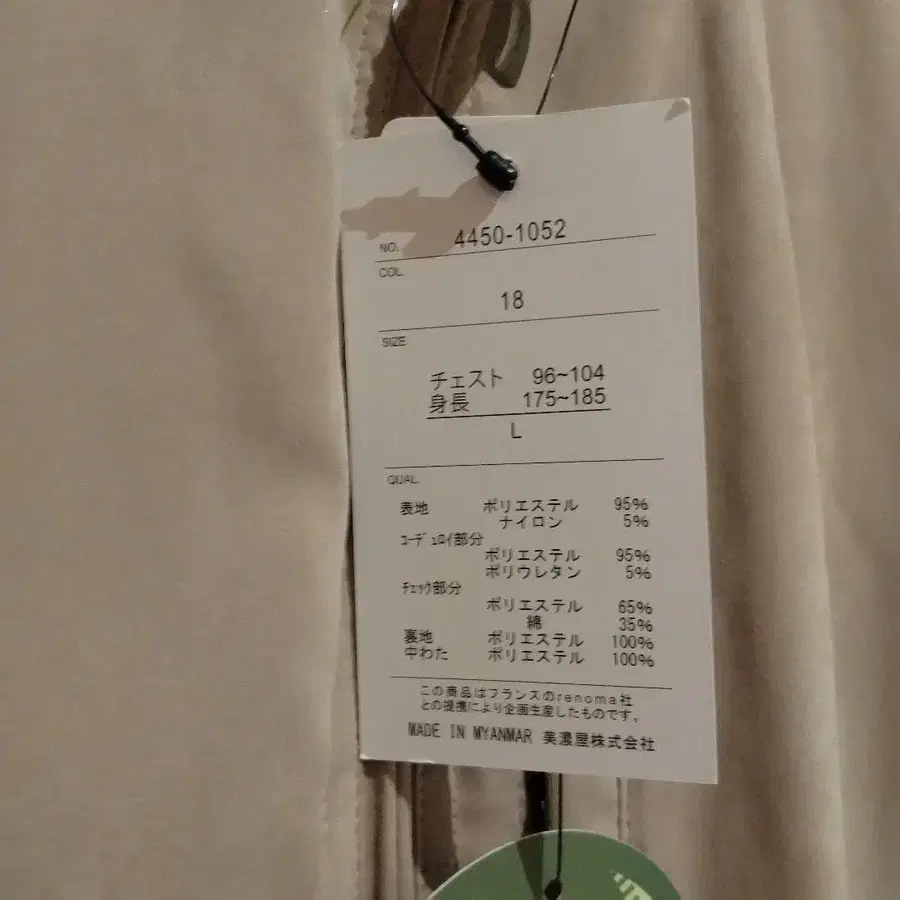 NO. 4450-1052
COL.
18
SIZE
チェスト 96~104
身長 175~185
L
QUAL.
表地 ポリエステル 95%
ナイロン 5%
ｺｰﾃﾞｭﾛｲ部分
ポリエステル 95%
ポリウレタン 5%
ﾁｪｯｸ部分
ポリエステル 65%
綿 35%
裏地 ポリエステル 100%
中わた ポリエステル 100%
この商品はフランスのrenoma社
との提携により企画生産したものです。
MADE IN MYANMAR 美濃屋株式会社